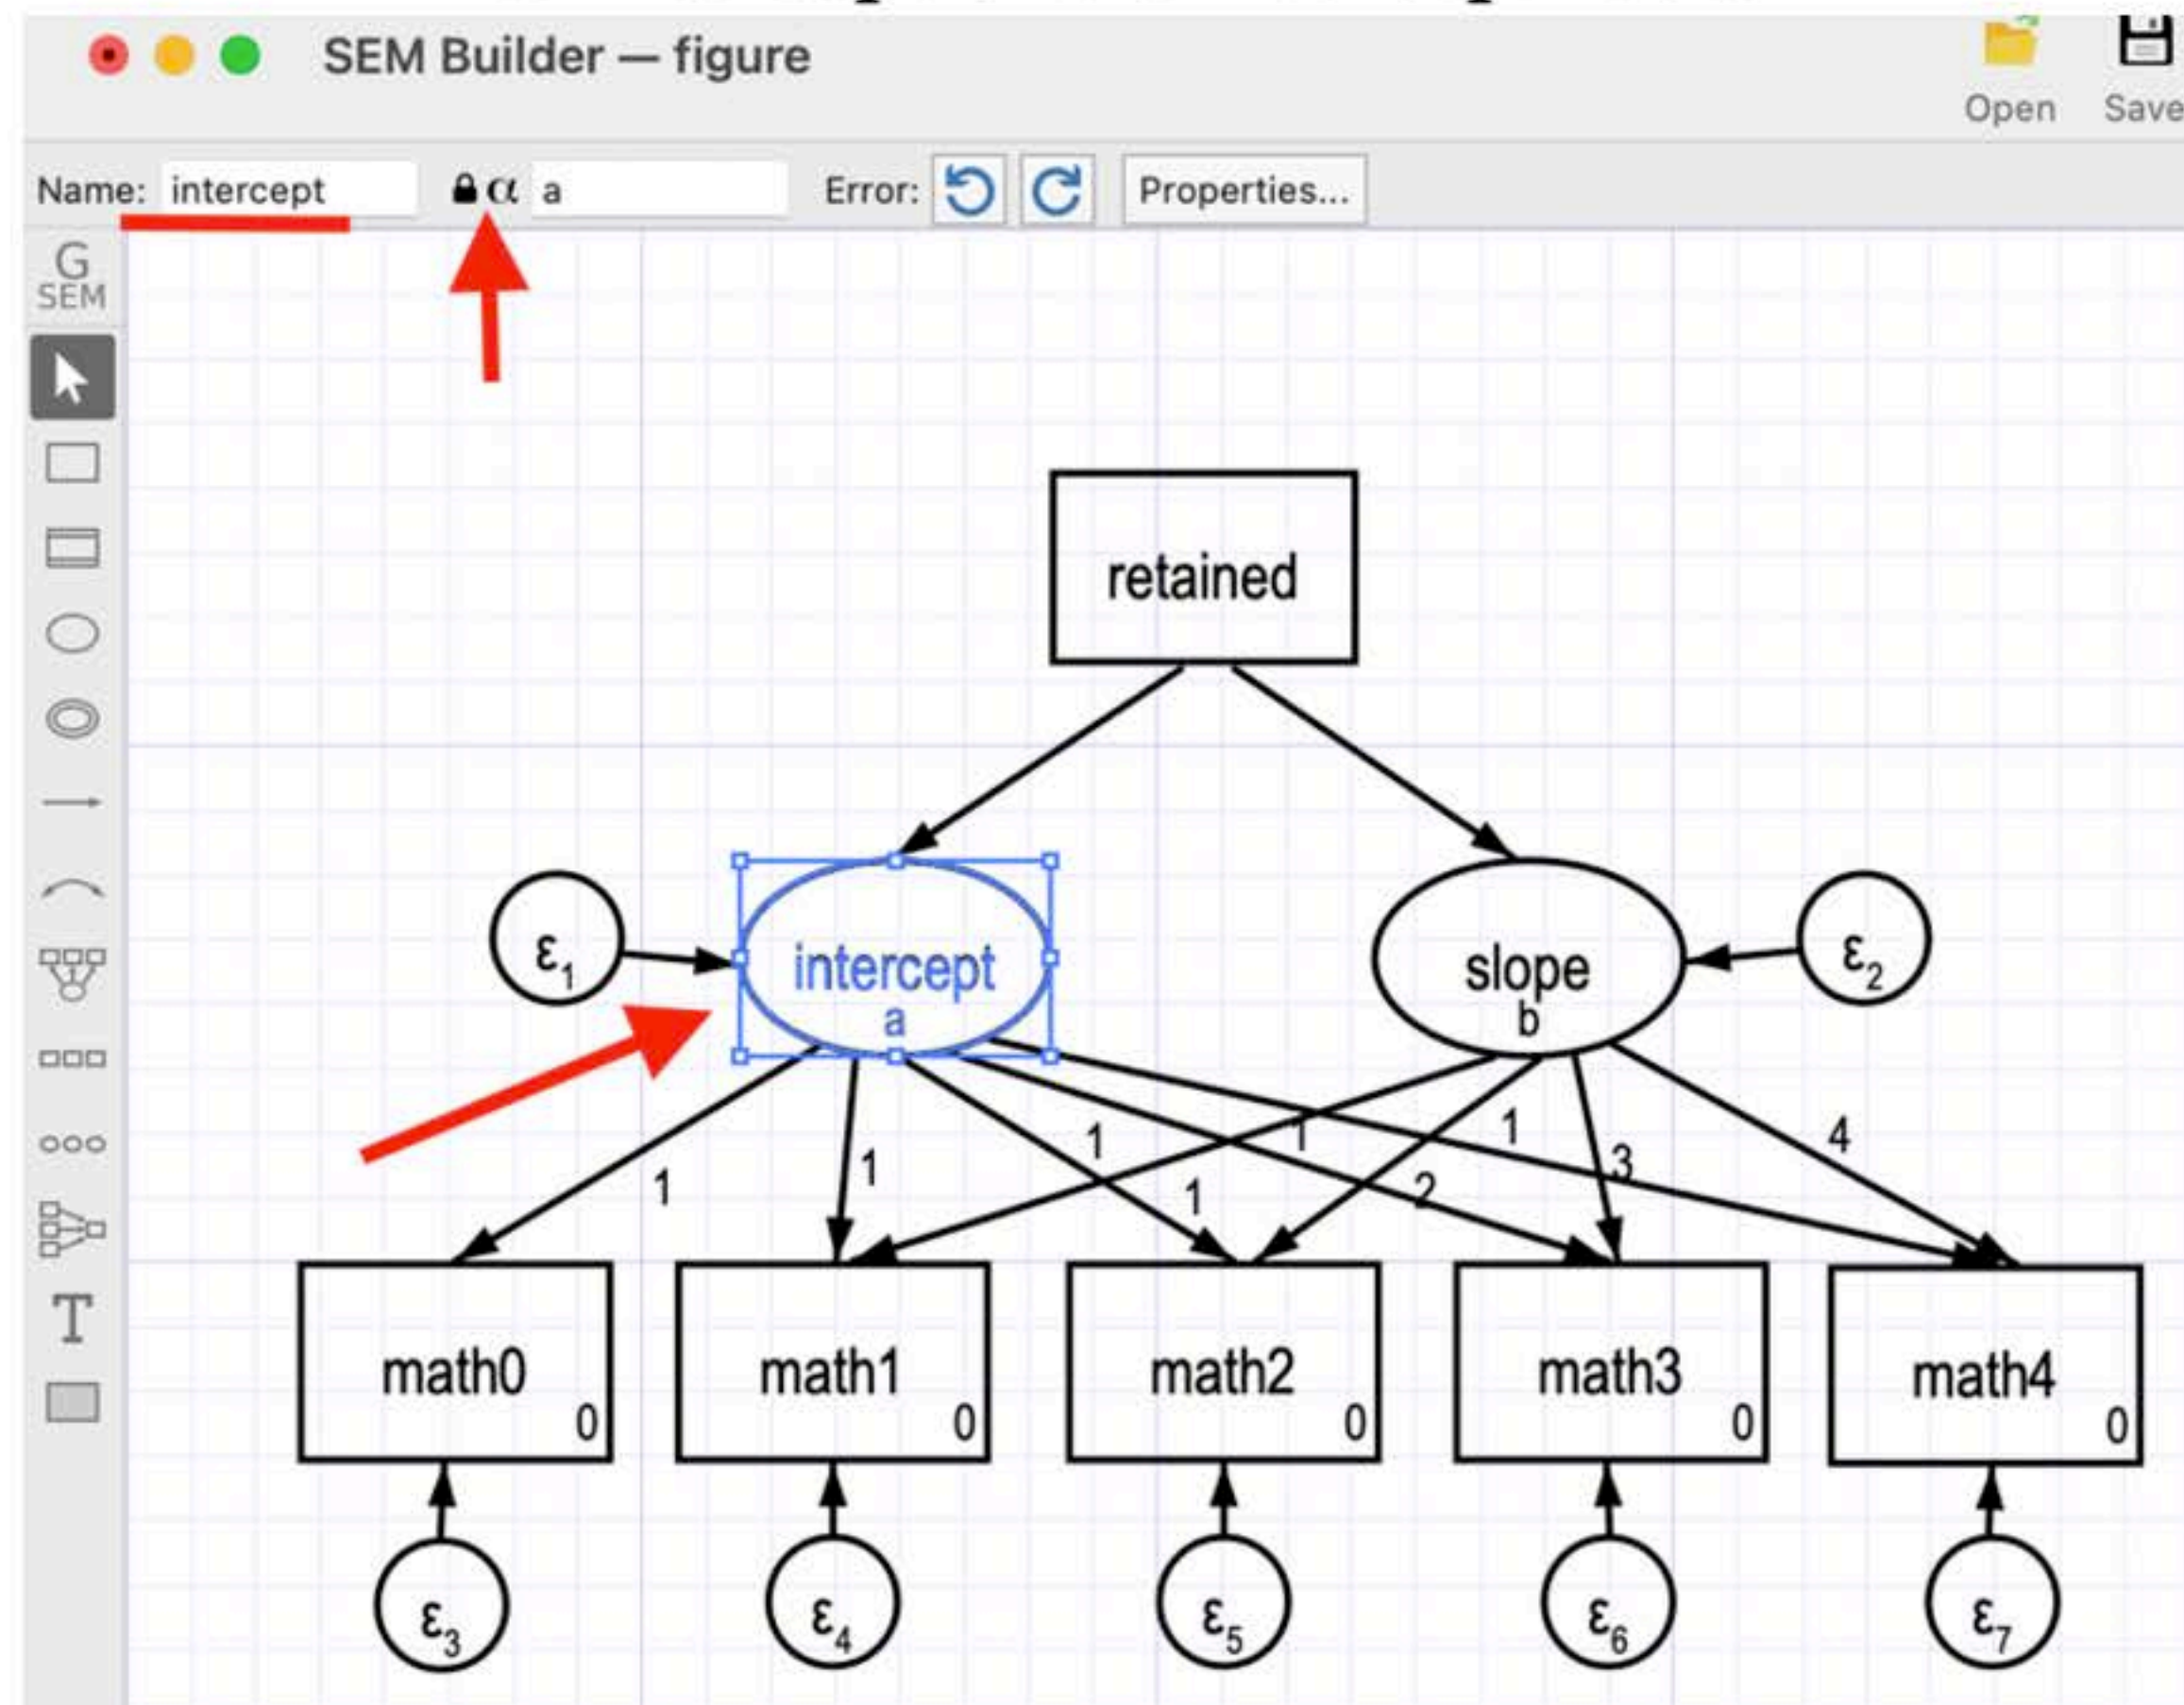 SEM Builder — figure
Open
Save
Name: intercept
α a
Error:
Properties...
G
SEM
retained
ε1
intercept
a
slope
b
ε2
1
1
1
1
1
1
2
3
4
T
math0
0
math1
0
math2
0
math3
0
math4
0
ε3
ε4
ε5
ε6
ε7